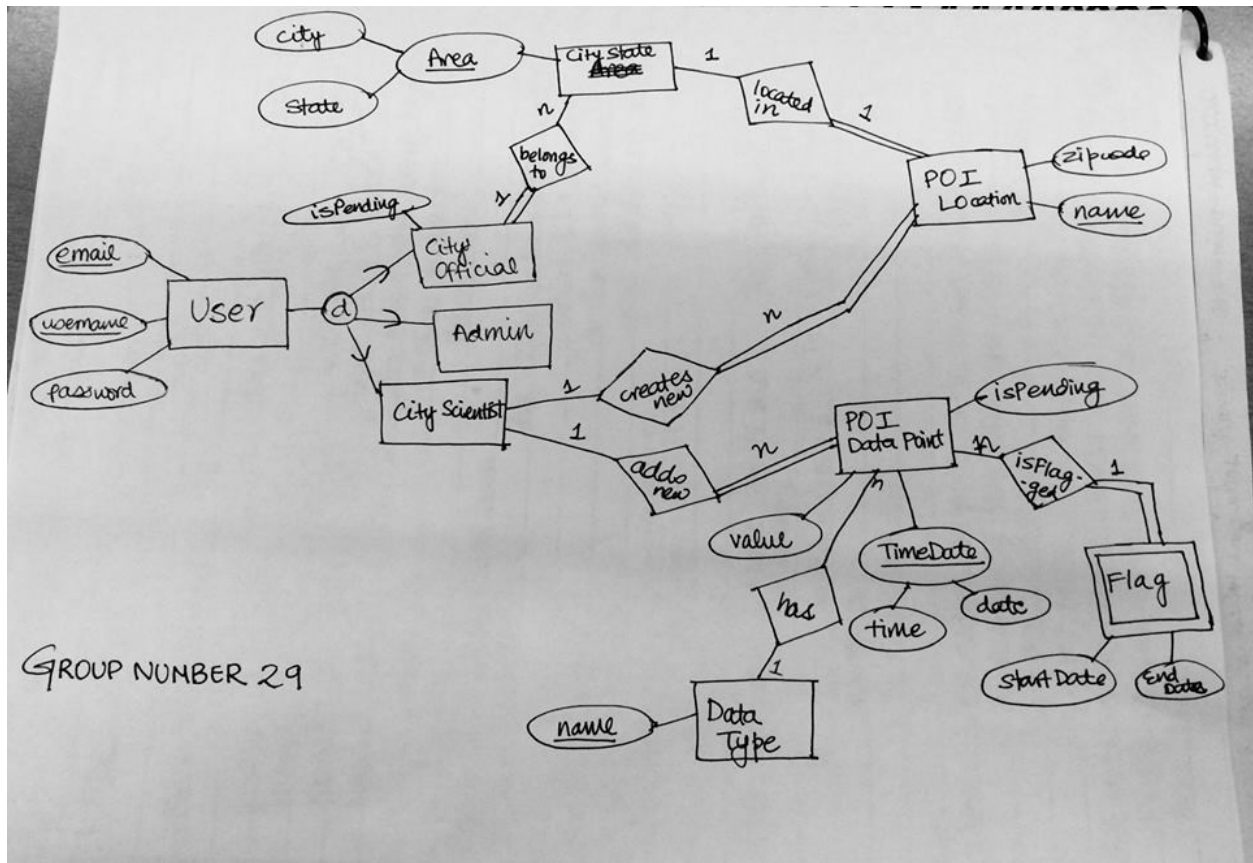 city
Area
State
City State
1
located
in
1
n
belongs
to
1
isPending
City
Official
POI
Location
zipcode
name
email
username
password
User
d
Admin
City Scientist
1
creates
new
n
1
adds
new
n
POI
Data Point
isPending
n
isFlag-
ged
1
n
value
TimeDate
time
date
has
1
Flag
StartDate
End
GROUP NUMBER 29
name
Data
Type